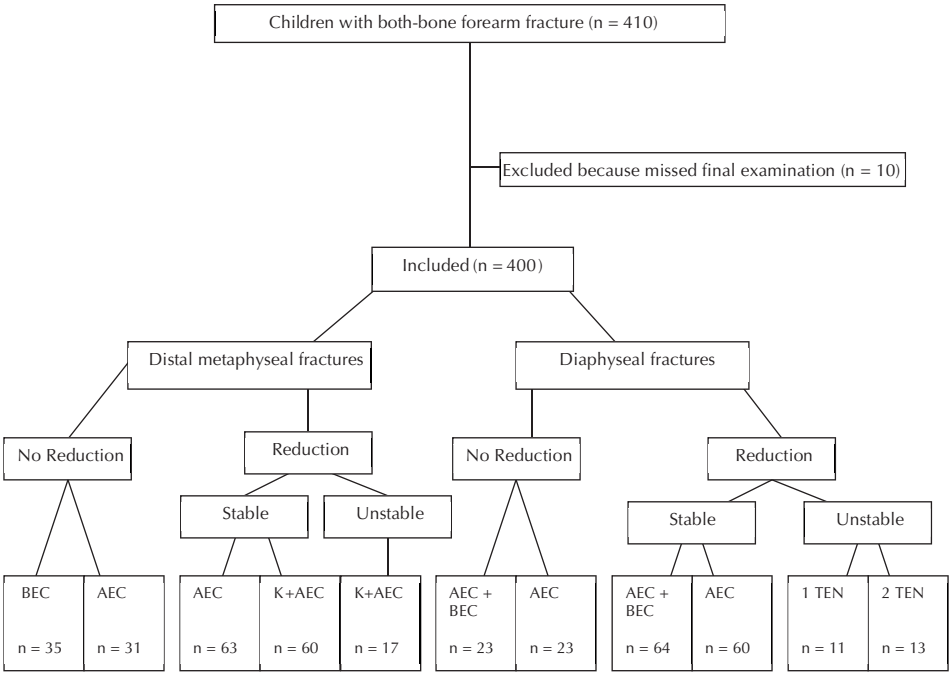 Children with both-bone forearm fracture (n = 410)
Excluded because missed final examination (n = 10)
Included (n = 400)
Distal metaphyseal fractures
Diaphyseal fractures
No Reduction
Reduction
No Reduction
Reduction
Stable
Unstable
Stable
Unstable
BEC
n = 35
AEC
n = 31
AEC
n = 63
K+AEC
n = 60
K+AEC
n = 17
AEC +
BEC
n = 23
AEC
n = 23
AEC +
BEC
n = 64
AEC
n = 60
1 TEN
n = 11
2 TEN
n = 13